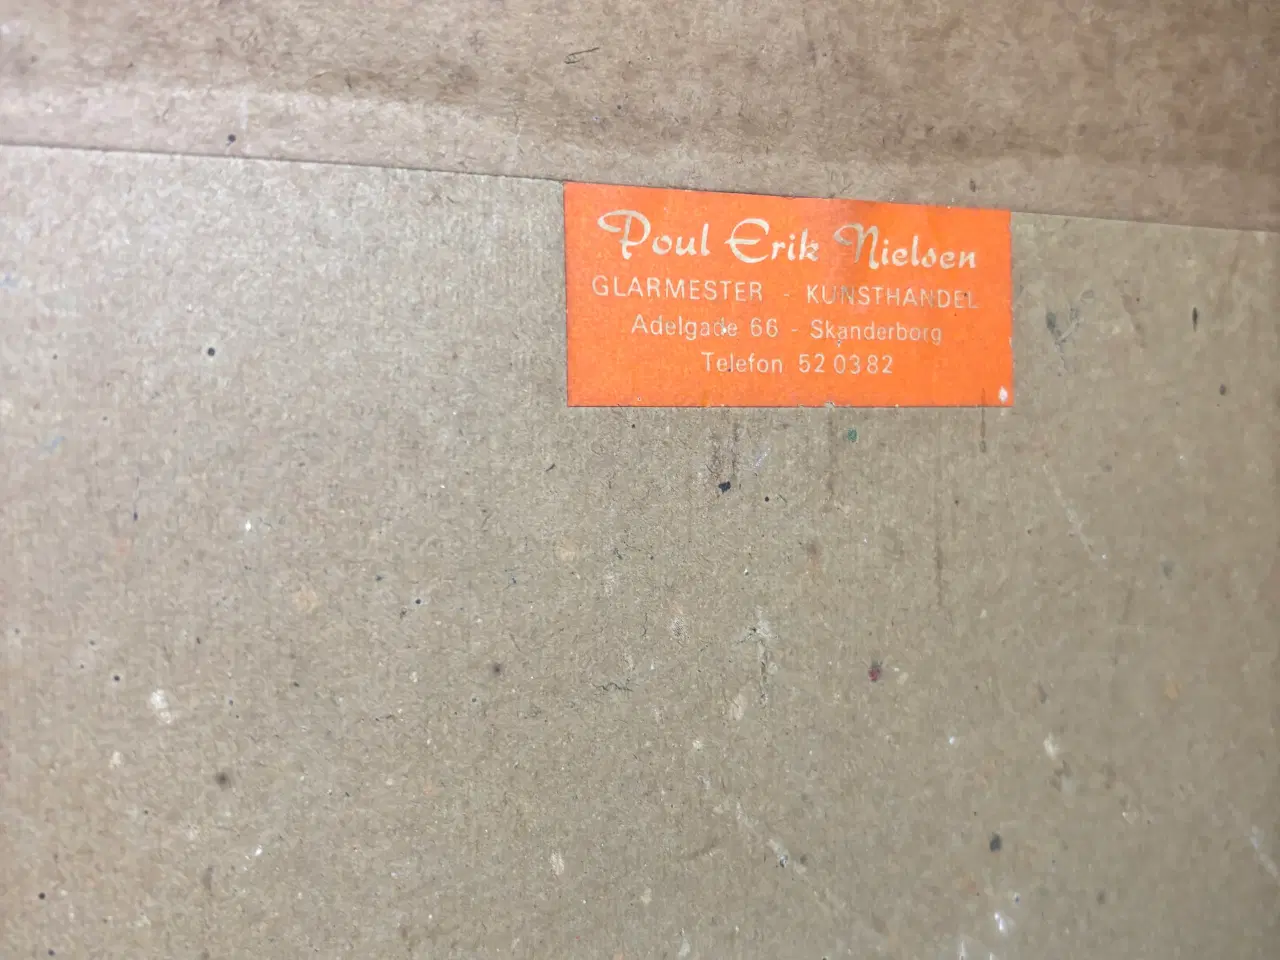 Poul Erik Nielsen
GLARMESTER - KUNSTHANDEL
Adelgade 66 - Skanderborg
Telefon 52 03 82